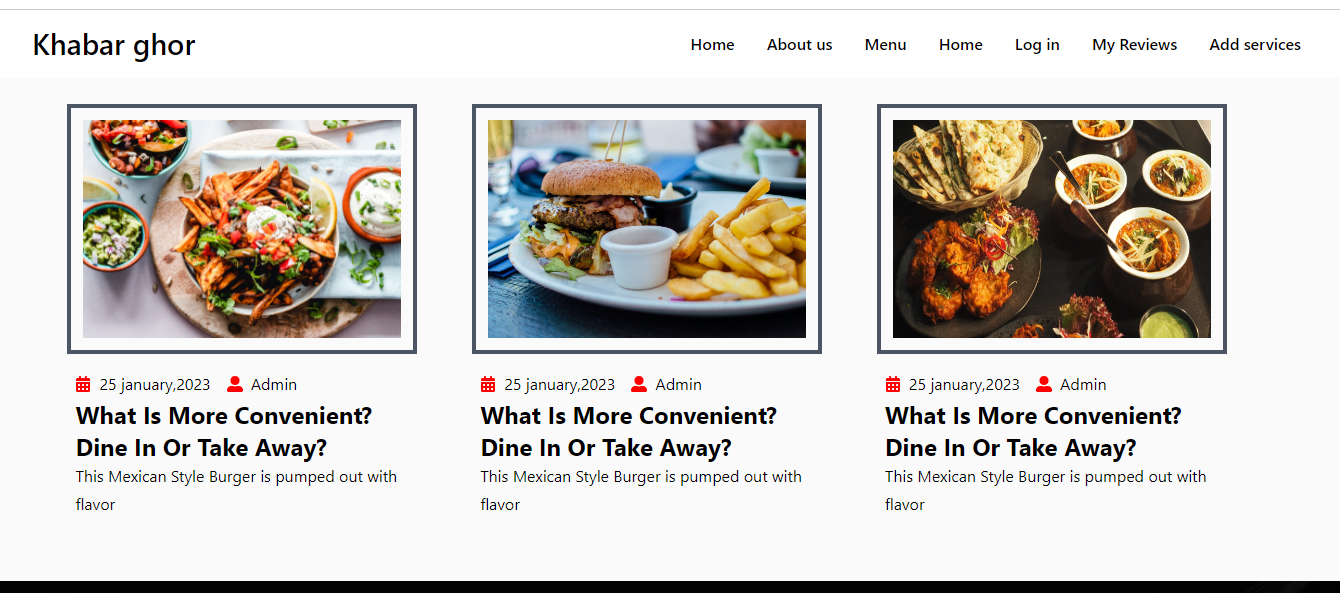 Khabar ghor
Home About us Menu Home Log in My Reviews Add services
25 january,2023 Admin
What Is More Convenient?
Dine In Or Take Away?
This Mexican Style Burger is pumped out with
flavor
25 january,2023 Admin
What Is More Convenient?
Dine In Or Take Away?
This Mexican Style Burger is pumped out with
flavor
25 january,2023 Admin
What Is More Convenient?
Dine In Or Take Away?
This Mexican Style Burger is pumped out with
flavor